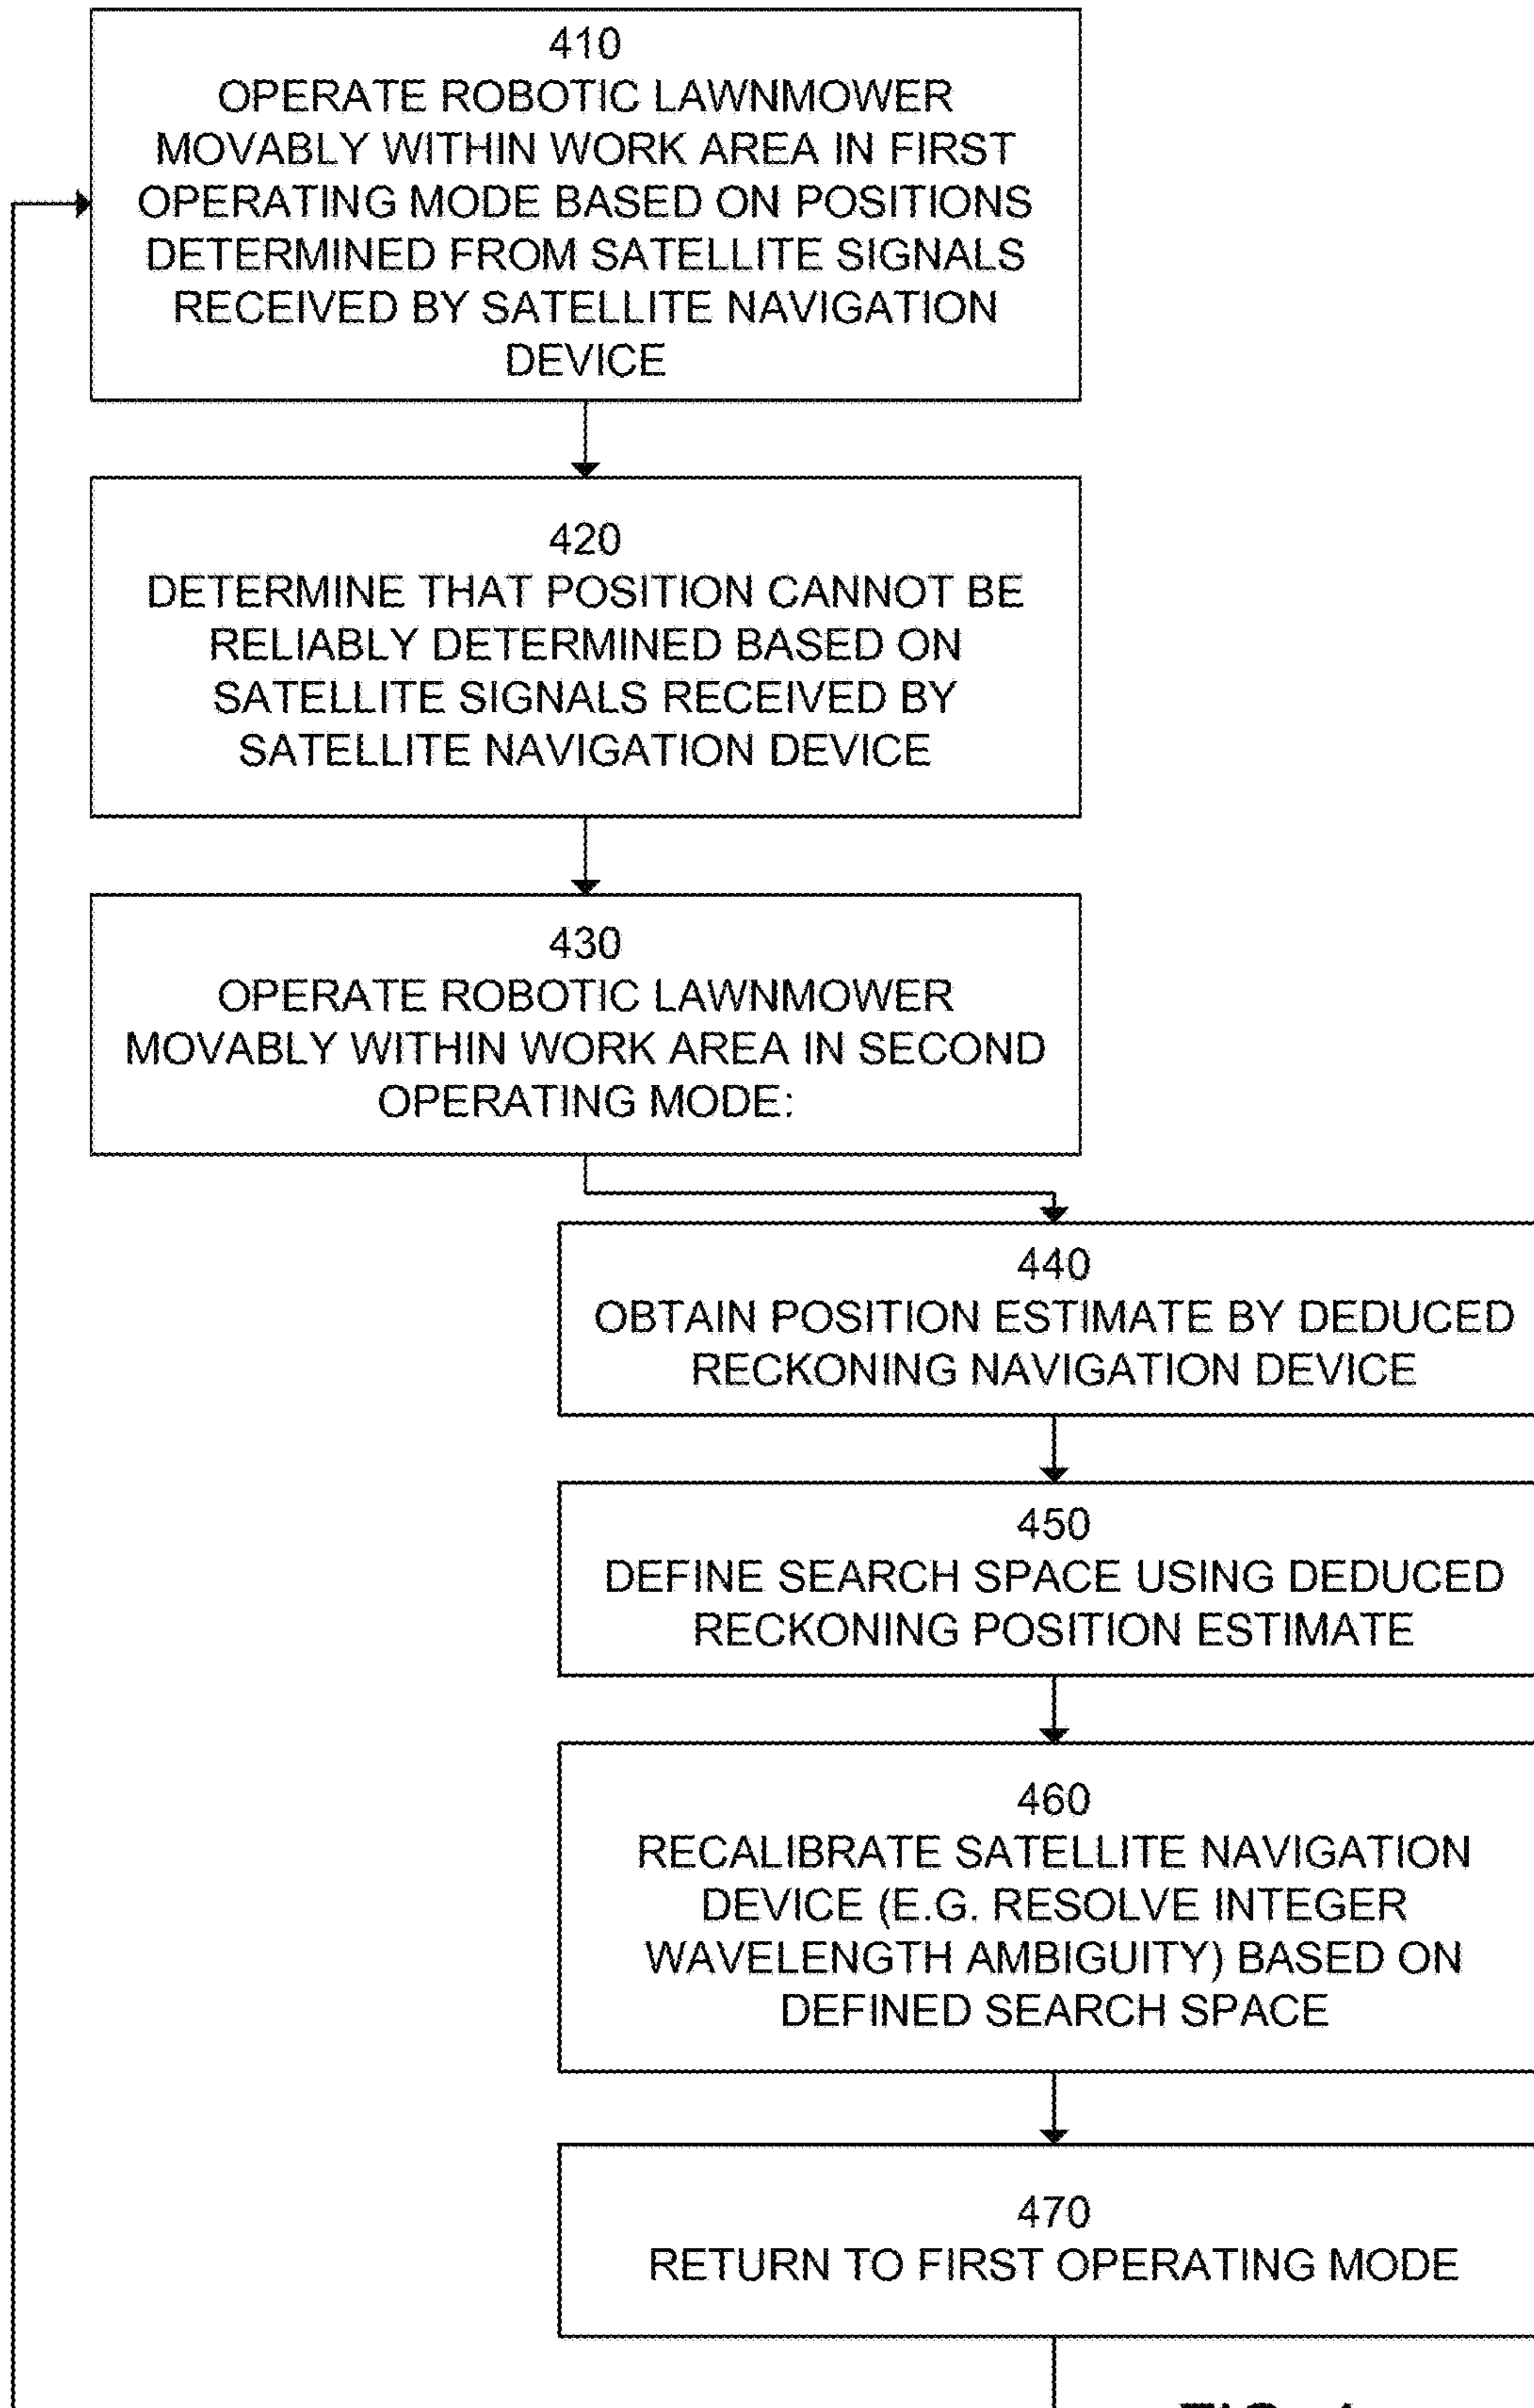 410
OPERATE ROBOTIC LAWNMOWER
MOVABLY WITHIN WORK AREA IN FIRST
OPERATING MODE BASED ON POSITIONS
DETERMINED FROM SATELLITE SIGNALS
RECEIVED BY SATELLITE NAVIGATION
DEVICE
420
DETERMINE THAT POSITION CANNOT BE
RELIABLY DETERMINED BASED ON
SATELLITE SIGNALS RECEIVED BY
SATELLITE NAVIGATION DEVICE
430
OPERATE ROBOTIC LAWNMOWER
MOVABLY WITHIN WORK AREA IN SECOND
OPERATING MODE:
440
OBTAIN POSITION ESTIMATE BY DEDUCED
RECKONING NAVIGATION DEVICE
450
DEFINE SEARCH SPACE USING DEDUCED
RECKONING POSITION ESTIMATE
460
RECALIBRATE SATELLITE NAVIGATION
DEVICE (E.G. RESOLVE INTEGER
WAVELENGTH AMBIGUITY) BASED ON
DEFINED SEARCH SPACE
470
RETURN TO FIRST OPERATING MODE